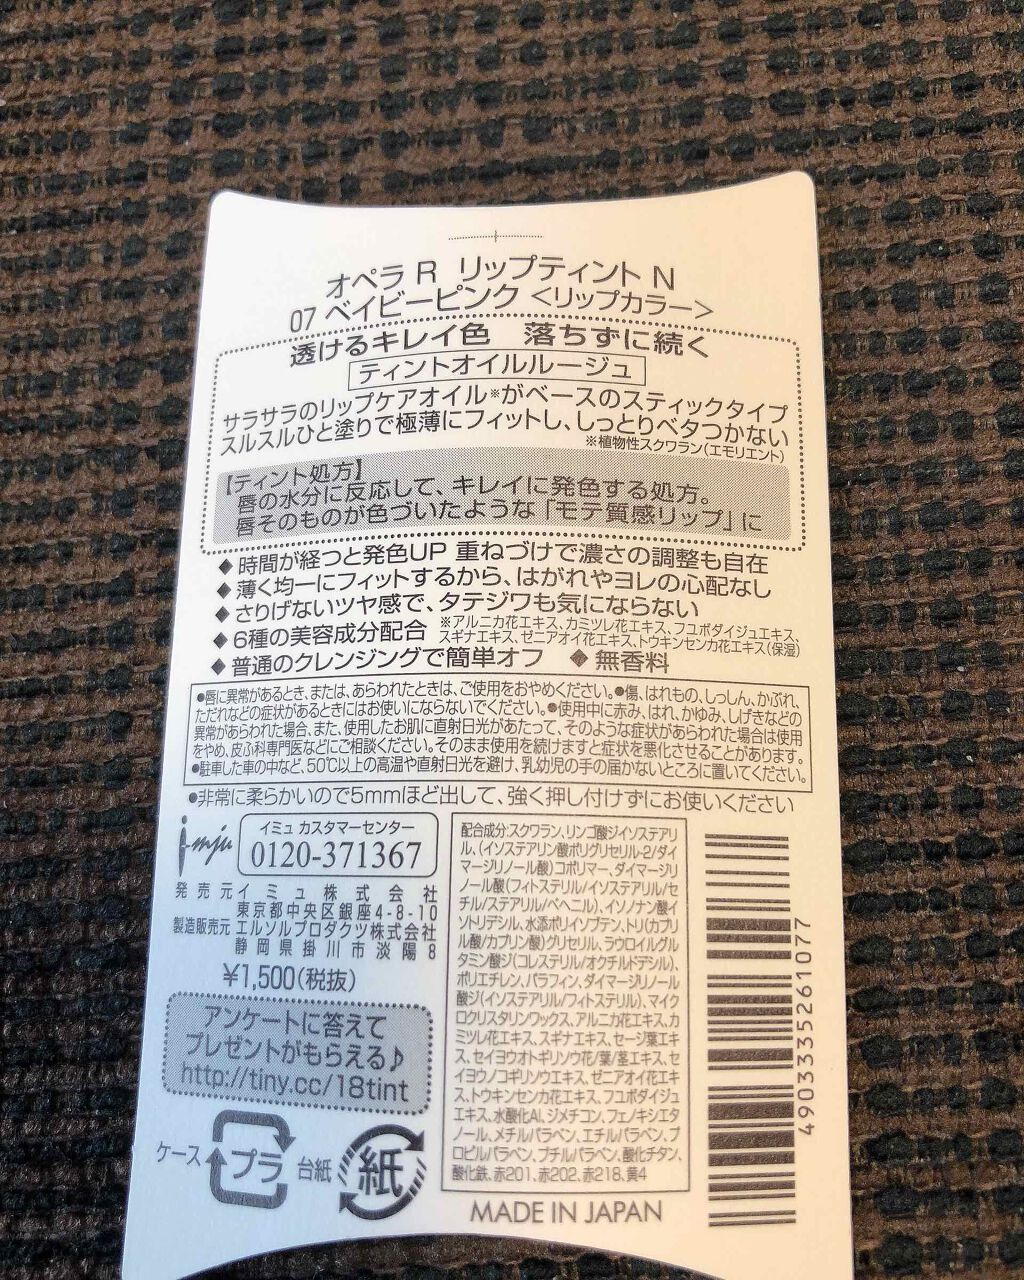 オペラ R リップティント N
07 ベイビーピンク <リップカラー>
透けるキレイ色 落ちずに続く
ティントオイルルージュ
サラサラのリップケアオイル※がベースのスティックタイプ
スルスルひと塗りで極薄にフィットし、しっとりベタつかない
※植物性スクワラン(エモリエント)
【ティント処方】
唇の水分に反応して、キレイに発色する処方。
唇そのものが色づいたような「モテ質感リップ」に
◆時間が経つと発色UP 重ねづけで濃さの調整も自在
◆薄く均一にフィットするから、はがれやヨレの心配なし
◆さりげないツヤ感で、タテジワも気にならない
◆6種の美容成分配合 ※アルニカ花エキス、カミツレ花エキス、フユボダイジュエキス、
スギナエキス、ゼニアオイ花エキス、トウキンセンカ花エキス(保湿)
◆普通のクレンジングで簡単オフ ◆無香料
●唇に異常があるとき、または、あらわれたときは、ご使用をおやめください。●傷、はれもの、しっしん、かぶれ、
ただれなどの症状があるときにはお使いにならないでください。●使用中に赤み、はれ、かゆみ、しげきなどの
異常があらわれた場合、また、使用したお肌に直射日光があたって、そのような症状があらわれた場合は使用
をやめ、皮ふ科専門医などにご相談ください。そのまま使用を続けますと症状を悪化させることがあります。
●駐車した車の中など、50℃以上の高温や直射日光を避け、乳幼児の手の届かないところに置いてください。
●非常に柔らかいので5mmほど出して、強く押し付けずにお使いください
imju
イミュ カスタマーセンター
0120-371367
発売元 イミュ株式会社
東京都中央区銀座4-8-10
製造販売元 エルソルプロダクツ株式会社
静岡県掛川市淡陽8
¥1,500(税抜)
アンケートに答えて
プレゼントがもらえる♪
http://tiny.cc/18tint
ケース プラ 台紙 紙
配合成分:スクワラン、リンゴ酸ジイソステアリ
ル、(イソステアリン酸ポリグリセリル-2/ダイ
マージリノール酸)コポリマー、ダイマージリ
ノール酸(フィトステリル/イソステアリル/セ
チル/ステアリル/ベヘニル)、イソノナン酸イ
ソトリデシル、水添ポリイソブテン、トリ(カプリ
ル酸/カプリン酸)グリセリル、ラウロイルグル
タミン酸ジ(コレステリル/オクチルドデシル)、
ポリエチレン、パラフィン、ダイマージリノール
酸ジ(イソステアリル/フィトステリル)、マイク
ロクリスタリンワックス、アルニカ花エキス、カ
ミツレ花エキス、スギナエキス、セージ葉エキ
ス、セイヨウオトギリソウ花/葉/茎エキス、セ
イヨウノコギリソウエキス、ゼニアオイ花エキ
ス、トウキンセンカ花エキス、フユボダイジュ
エキス、水酸化Al、ジメチコン、フェノキシエタ
ノール、メチルパラベン、エチルパラベン、プ
ロピルパラベン、ブチルパラベン、酸化チタン、
酸化鉄、赤201、赤202、赤218、黄4
4903335261077
MADE IN JAPAN